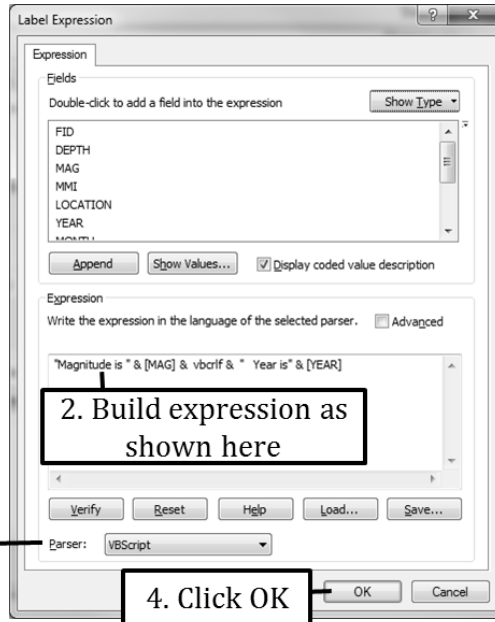 Label Expression
?
x
Expression
Fields
Double-click to add a field into the expression
Show Type
FID
DEPTH
MAG
MMI
LOCATION
YEAR
MONTH
Append
Show Values...
Display coded value description
Expression
Write the expression in the language of the selected parser.
Advanced
"Magnitude is " & [MAG] & vbcrlf & " Year is" & [YEAR]
2. Build expression as
shown here
Verify
Reset
Help
Load...
Save...
Parser:
VBScript
4. Click OK
OK
Cancel